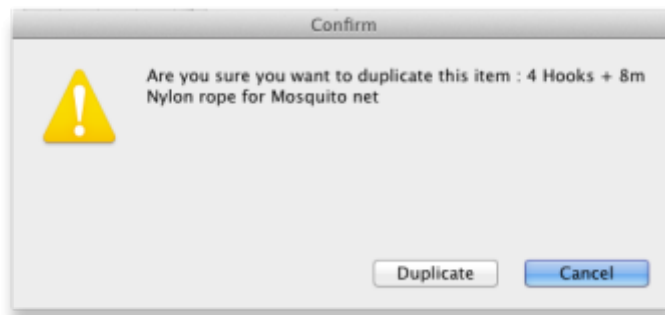 Confirm
Are you sure you want to duplicate this item : 4 Hooks + 8m
Nylon rope for Mosquito net
Duplicate
Cancel